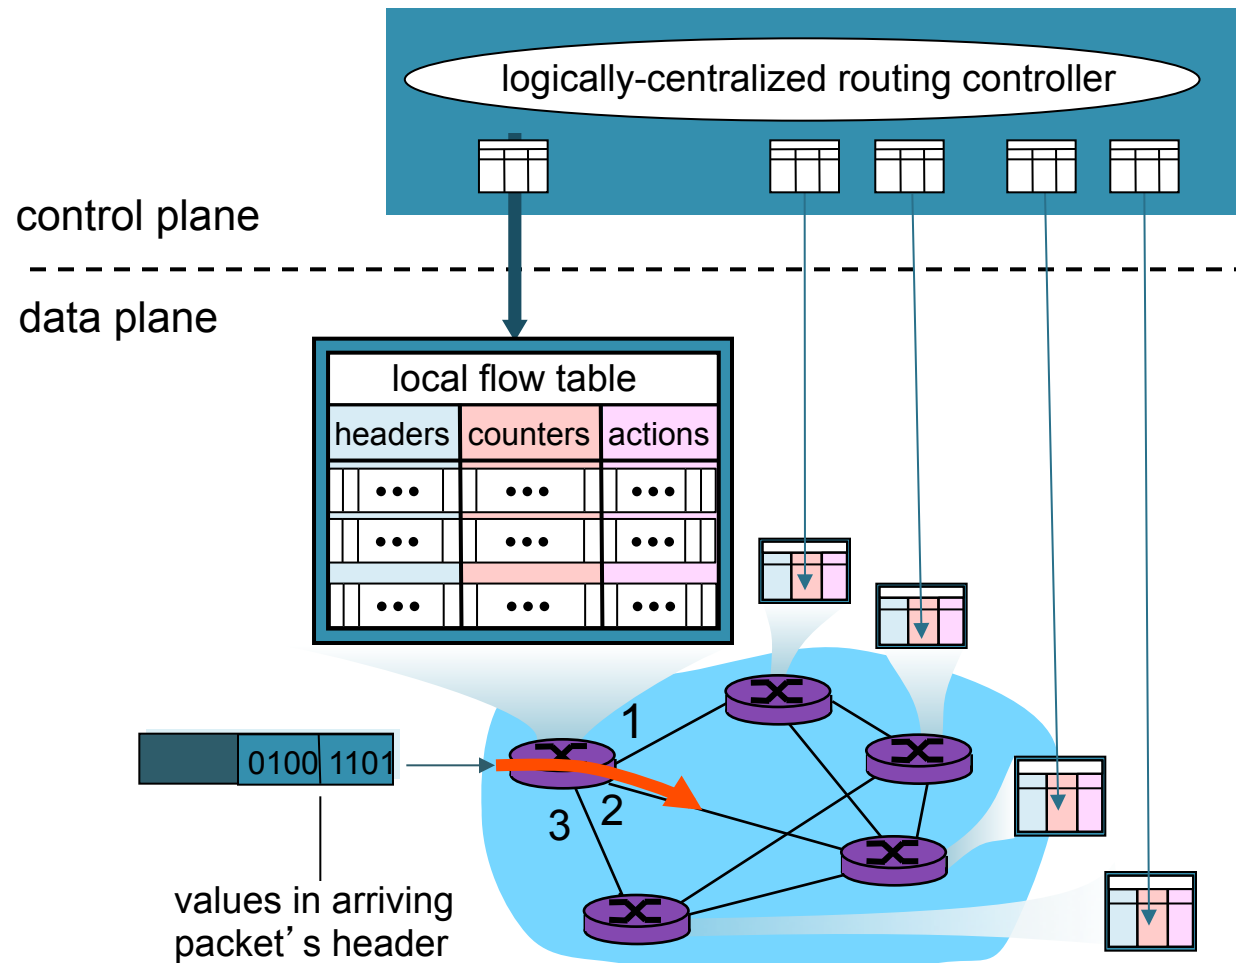 logically-centralized routing controller
control plane
data plane
local flow table
headers counters actions
1
2
3
0100 1101
values in arriving
packet’s header